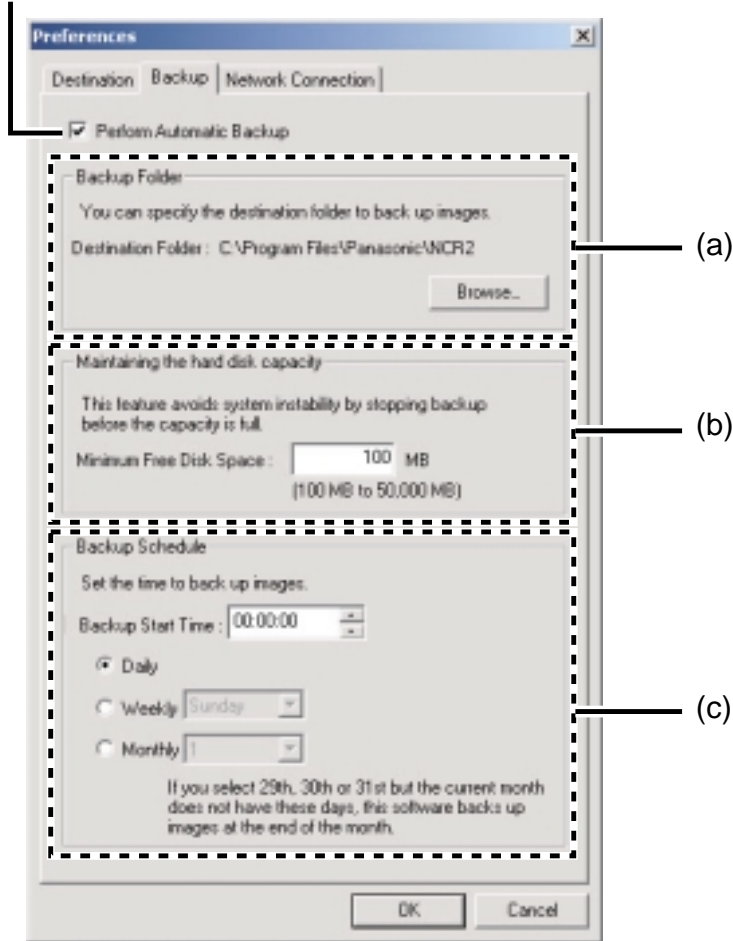 Preferences
Destination Backup Network Connection
Perform Automatic Backup
Backup Folder
You can specify the destination folder to back up images.
Destination Folder : C:\Program Files\Panasonic\NCR2
Browse...
(a)
Maintaining the hard disk capacity
This feature avoids system instability by stopping backup
before the capacity is full.
Minimum Free Disk Space : 100 MB
(100 MB to 50,000 MB)
(b)
Backup Schedule
Set the time to back up images.
Backup Start Time : 00:00:00
Daily
Weekly Sunday
Monthly 1
(c)
If you select 29th, 30th or 31st but the current month
does not have these days, this software backs up
images at the end of the month.
OK Cancel